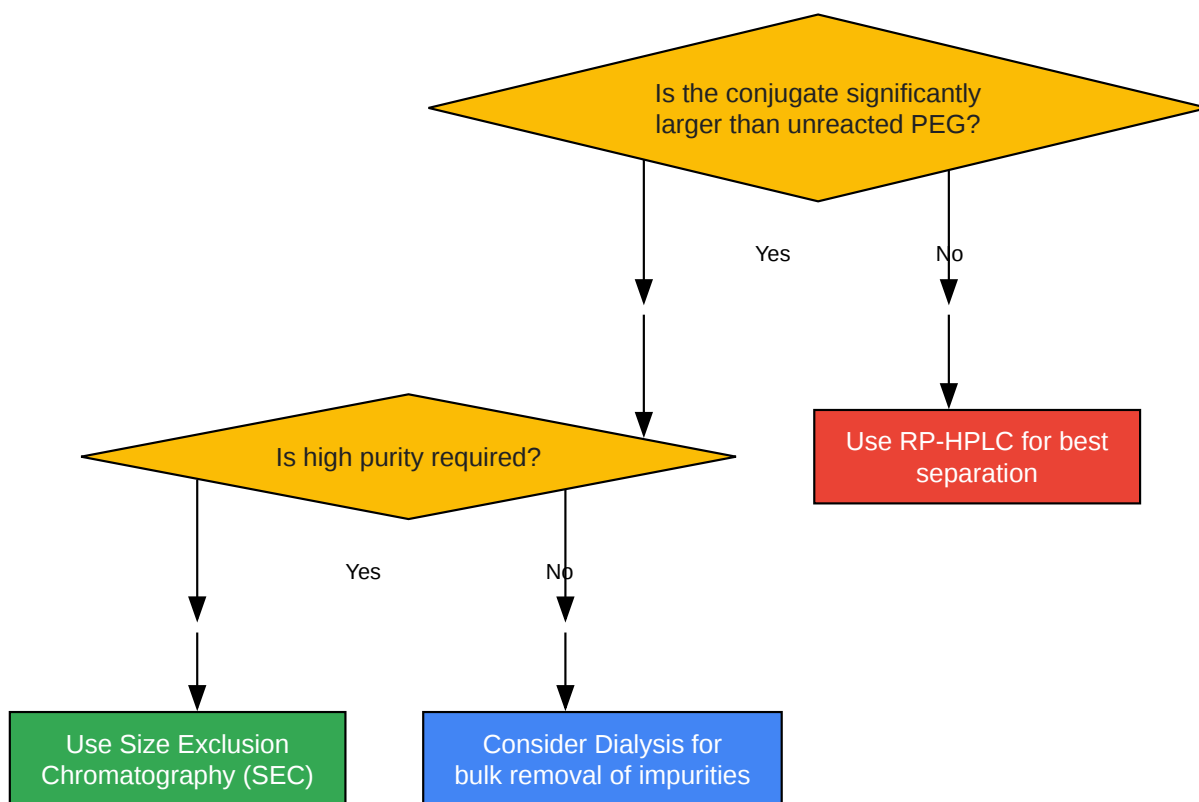 Is the conjugate significantly
larger than unreacted PEG?
Yes
No
Is high purity required?
Use RP-HPLC for best
separation
Yes
No
Use Size Exclusion
Chromatography (SEC)
Consider Dialysis for
bulk removal of impurities